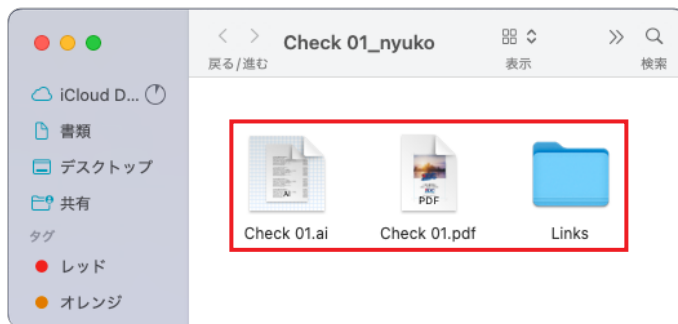 Check 01_nyuko
戻る/進む
表示
検索
iCloud D...
書類
デスクトップ
共有
タグ
レッド
オレンジ
Ai
PDF
Check 01.ai
Check 01.pdf
Links